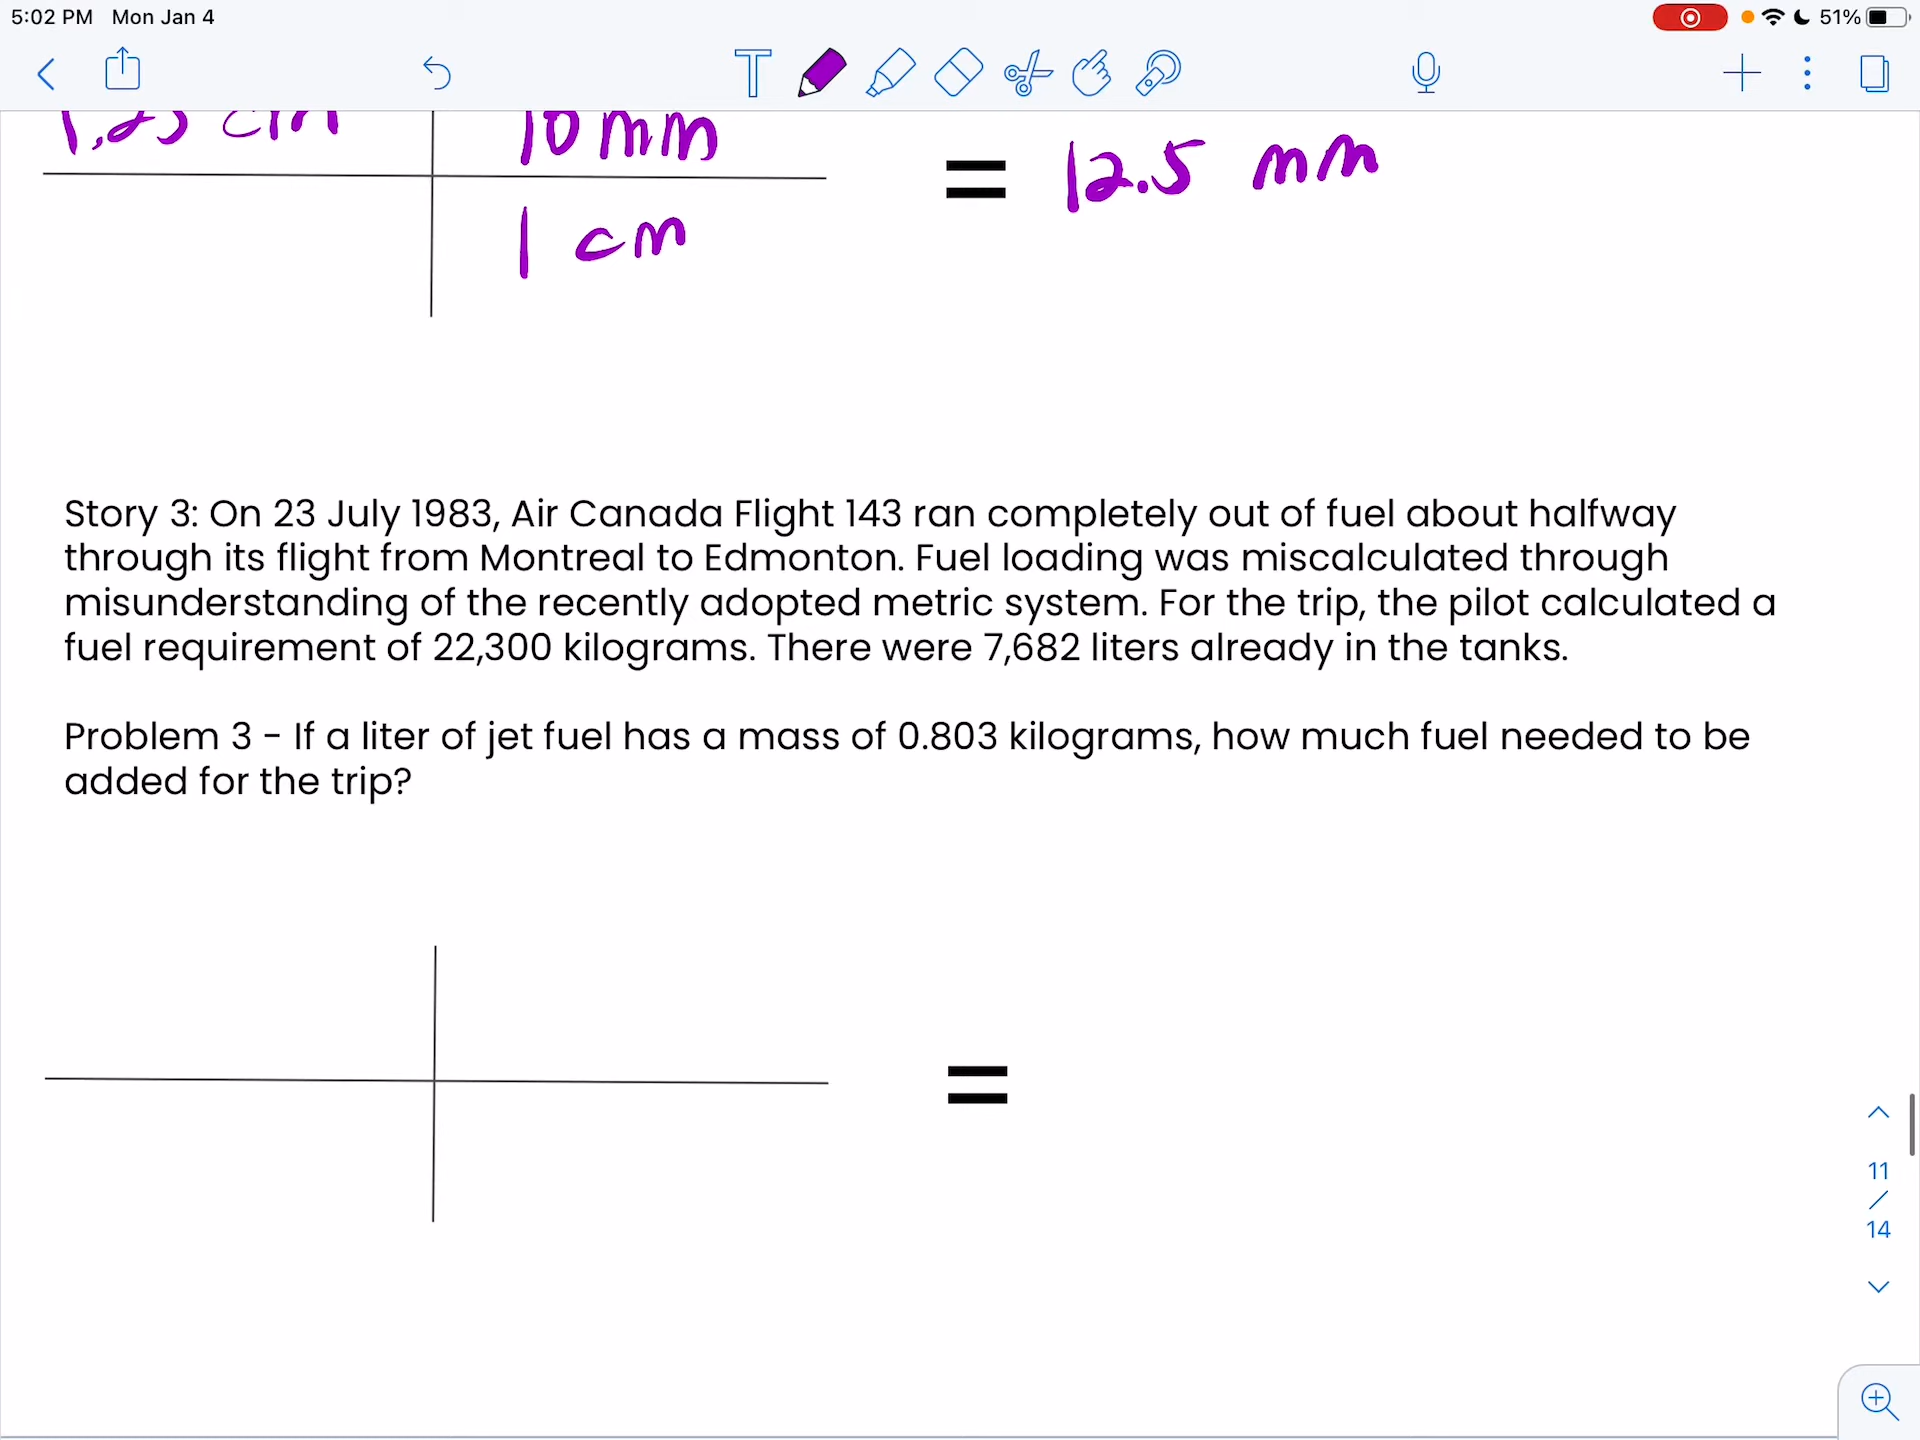 5:02 PM Mon Jan 4
51%
T
1.25 cm 10 mm
= 12.5 mm
1 cm
Story 3: On 23 July 1983, Air Canada Flight 143 ran completely out of fuel about halfway
through its flight from Montreal to Edmonton. Fuel loading was miscalculated through
misunderstanding of the recently adopted metric system. For the trip, the pilot calculated a
fuel requirement of 22,300 kilograms. There were 7,682 liters already in the tanks.
Problem 3 - If a liter of jet fuel has a mass of 0.803 kilograms, how much fuel needed to be
added for the trip?
=
11
/
14